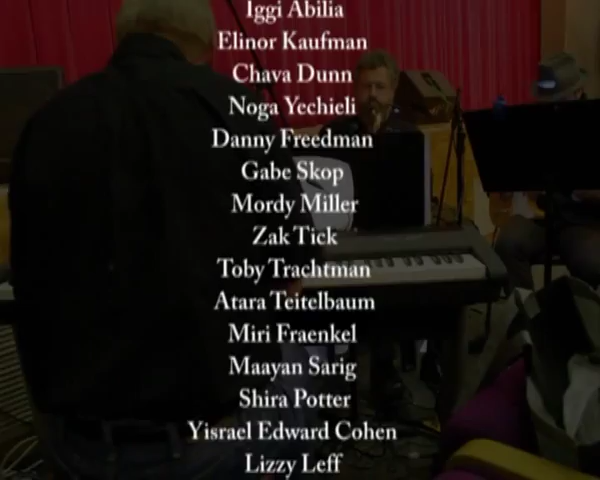 Iggi Abilia
Elinor Kaufman
Chava Dunn
Noga Yechieli
Danny Freedman
Gabe Skop
Mordy Miller
Zak Tick
Toby Trachtman
Atara Teitelbaum
Miri Fraenkel
Maayan Sarig
Shira Potter
Yisrael Edward Cohen
Lizzy Leff